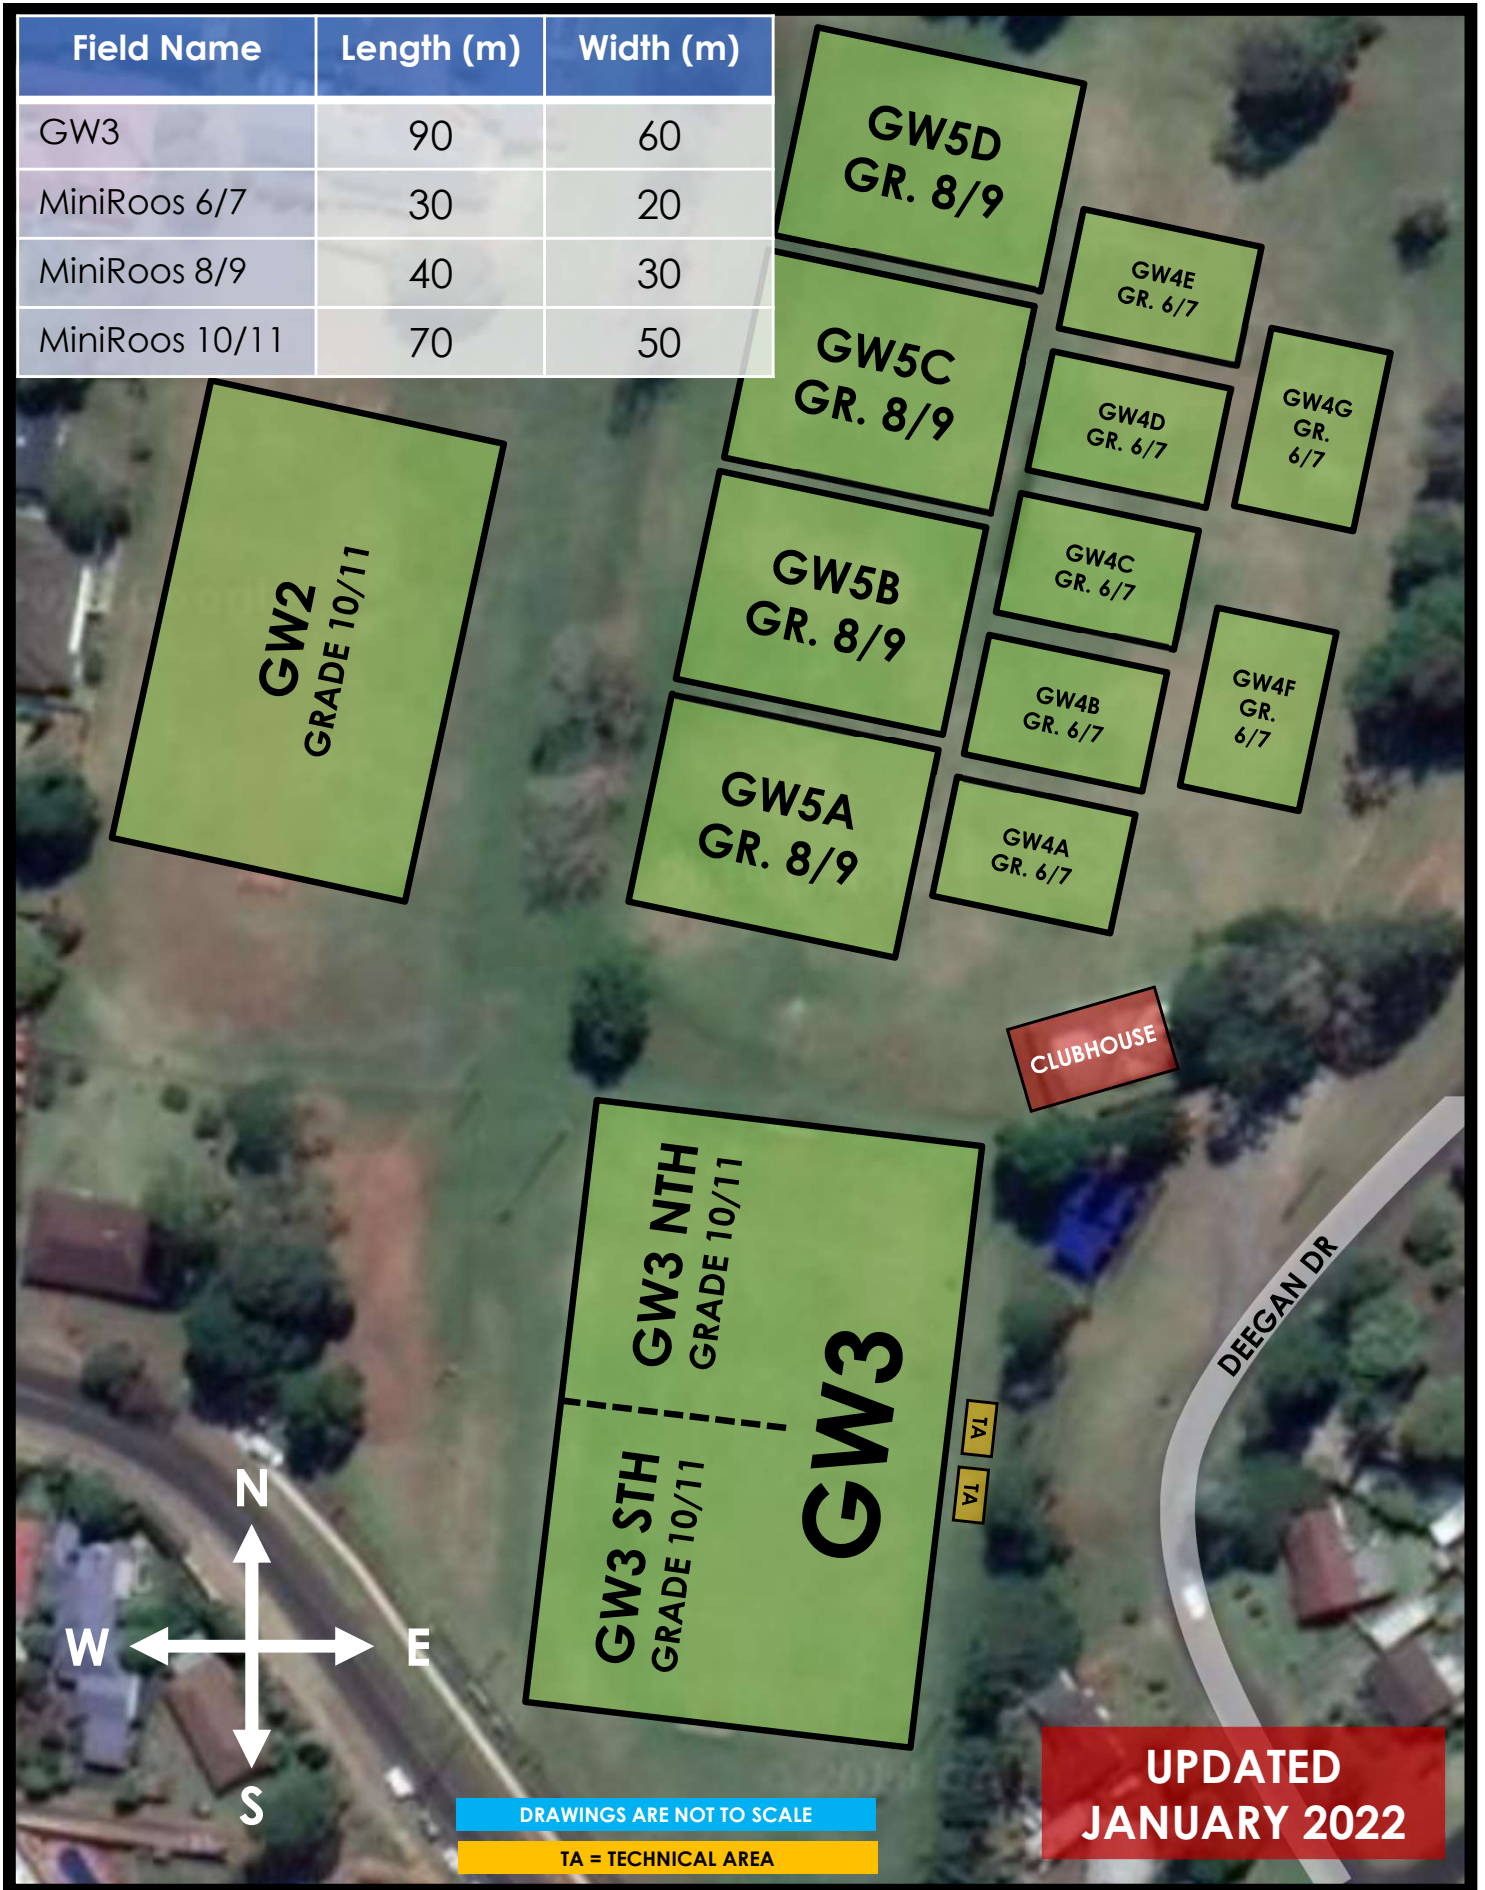 Field Name Length (m) Width (m)
GW3 90 60
MiniRoos 6/7 30 20
MiniRoos 8/9 40 30
MiniRoos 10/11 70 50
GW5D
GR. 8/9
GW4E
GR. 6/7
GW5C
GR. 8/9
GW4D
GR. 6/7
GW4G
GR.
6/7
GW2
GRADE 10/11
GW5B
GR. 8/9
GW4C
GR. 6/7
GW4B
GR. 6/7
GW4F
GR.
6/7
GW5A
GR. 8/9
GW4A
GR. 6/7
CLUBHOUSE
GW3 NTH
GRADE 10/11
GW3
GW3 STH
GRADE 10/11
TA
TA
DEEGAN DR
N
W E
S
UPDATED
JANUARY 2022
DRAWINGS ARE NOT TO SCALE
TA = TECHNICAL AREA